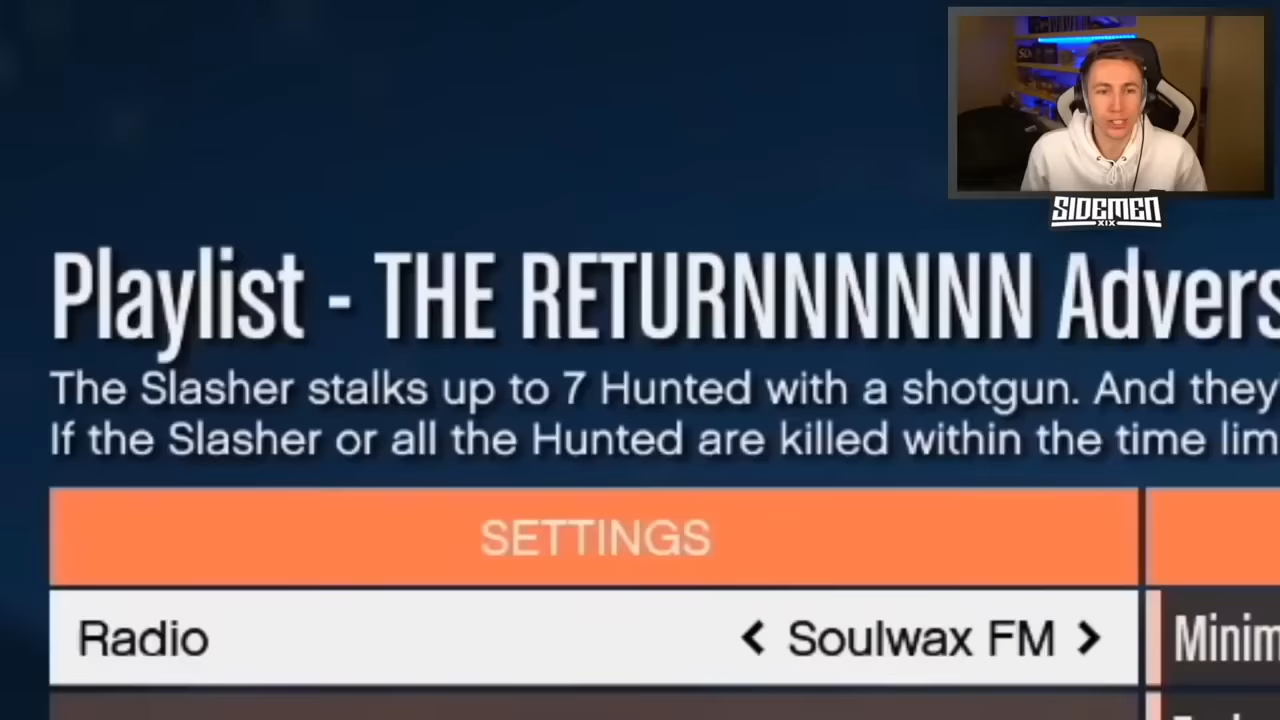 SIDEMEN
XIX
Playlist - THE RETURNNNNNNN Advers
The Slasher stalks up to 7 Hunted with a shotgun. And they'
If the Slasher or all the Hunted are killed within the time lim
SETTINGS
Radio < Soulwax FM >
Minim